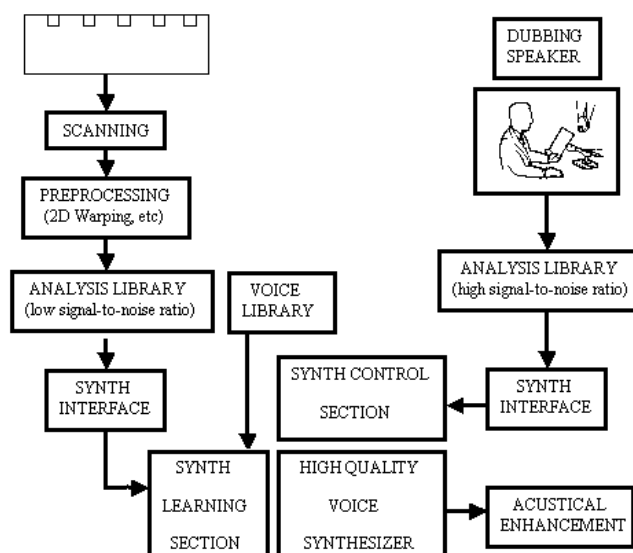 DUBBING
SPEAKER
SCANNING
PREPROCESSING
(2D Warping, etc)
ANALYSIS LIBRARY
(low signal-to-noise ratio)
VOICE
LIBRARY
ANALYSIS LIBRARY
(high signal-to-noise ratio)
SYNTH
INTERFACE
SYNTH CONTROL
SECTION
SYNTH
INTERFACE
SYNTH
LEARNING
SECTION
HIGH QUALITY
VOICE
SYNTHESIZER
ACUSTICAL
ENHANCEMENT